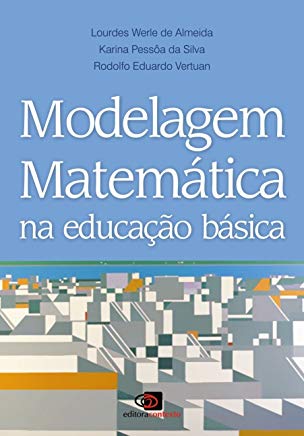 Lourdes Werle de Almeida
Karina Pessôa da Silva
Rodolfo Eduardo Vertuan
Modelagem
Matemática
na educação básica
editoracontexto